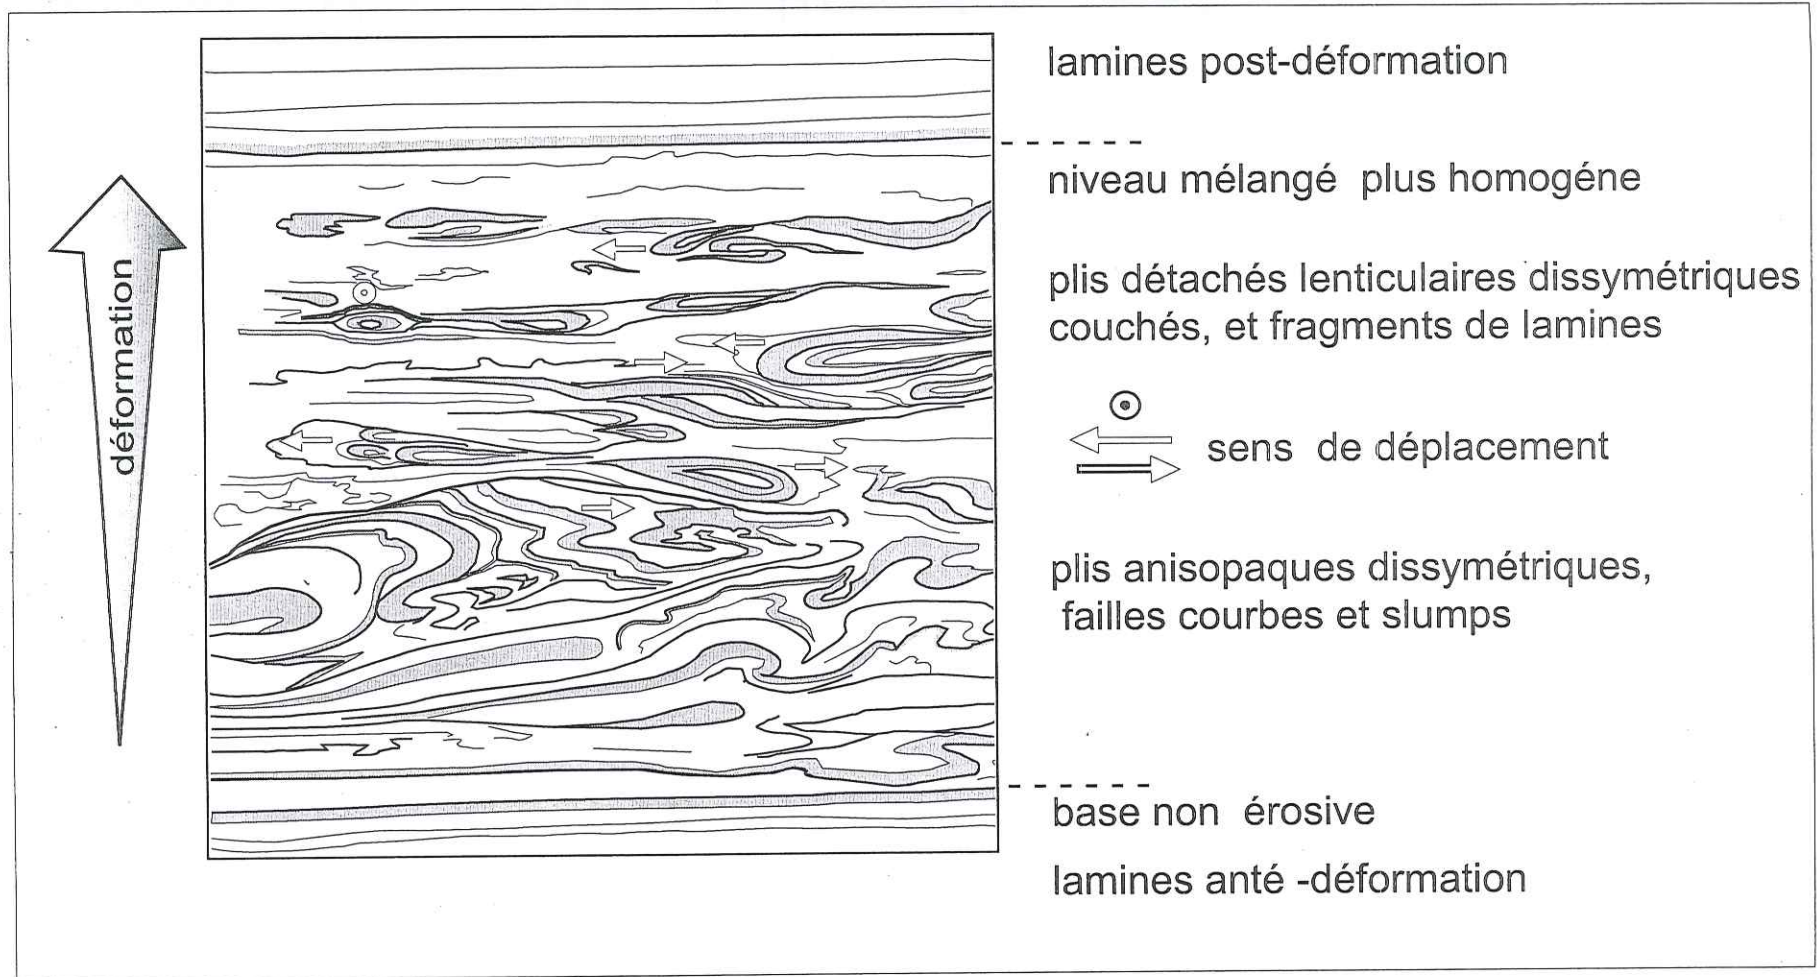 lamines post-déformation
niveau mélangé plus homogéne
plis détachés lenticulaires dissymétriques
couchés, et fragments de lamines
déformation
sens de déplacement
plis anisopaques dissymétriques,
failles courbes et slumps
base non érosive
lamines anté -déformation